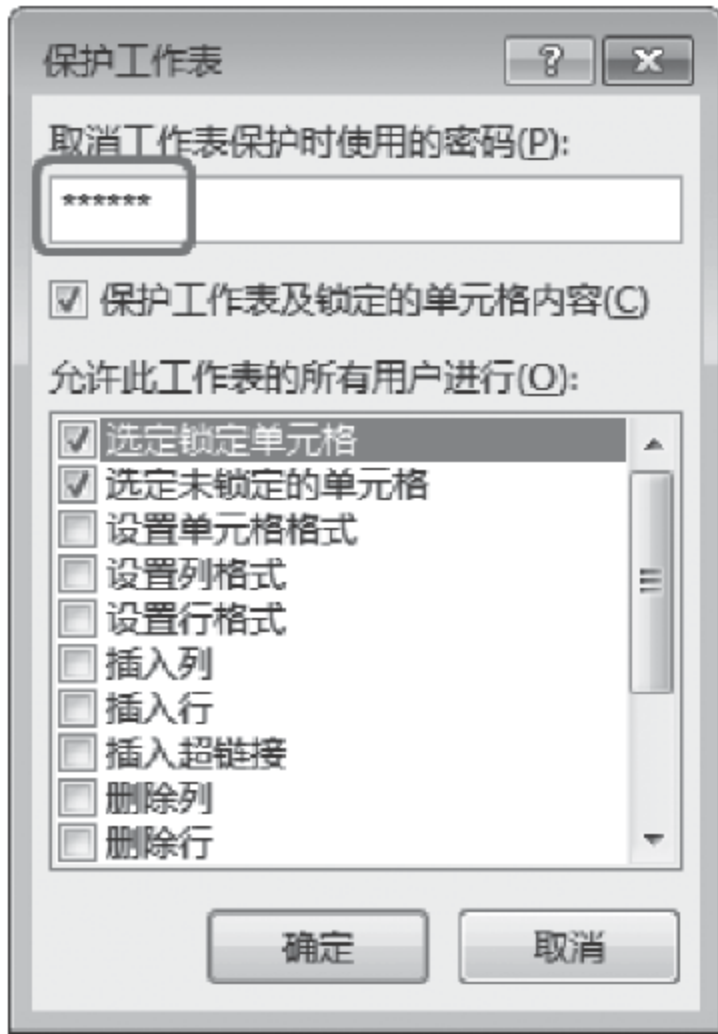 保护工作表
取消工作表保护时使用的密码(P):
******
保护工作表及锁定的单元格内容(C)
允许此工作表的所有用户进行(O):
选定锁定单元格
选定未锁定的单元格
设置单元格格式
设置列格式
设置行格式
插入列
插入行
插入超链接
删除列
删除行
确定 取消